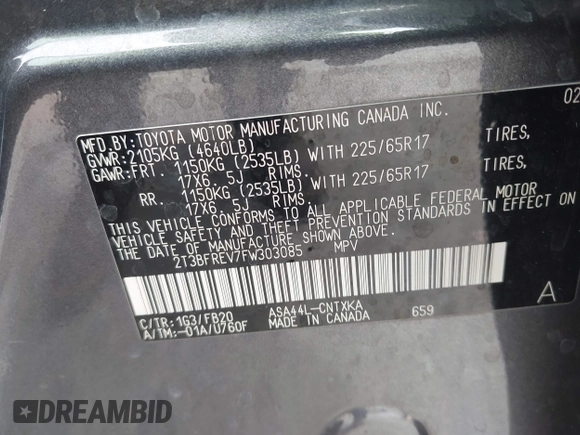 MFD.BY:TOYOTA MOTOR MANUFACTURING CANADA INC. 02
GVWR:2105KG (4640LB)
GAWR:FRT. 1150KG (2535LB) WITH 225/65R17 TIRES,
17X6 5J RIMS.
RR. 1150KG (2535LB) WITH 225/65R17 TIRES,
17X6 5J RIMS.
THIS VEHICLE CONFORMS TO ALL APPLICABLE FEDERAL MOTOR
VEHICLE SAFETY AND THEFT PREVENTION STANDARDS IN EFFECT ON
THE DATE OF MANUFACTURE SHOWN ABOVE.
2T3BFREV7FW303085 MPV
A
C/TR:1G3/FB20 ASA44L-CNTXKA 659
A/TM:-01A/U760F MADE IN CANADA
DREAMBID